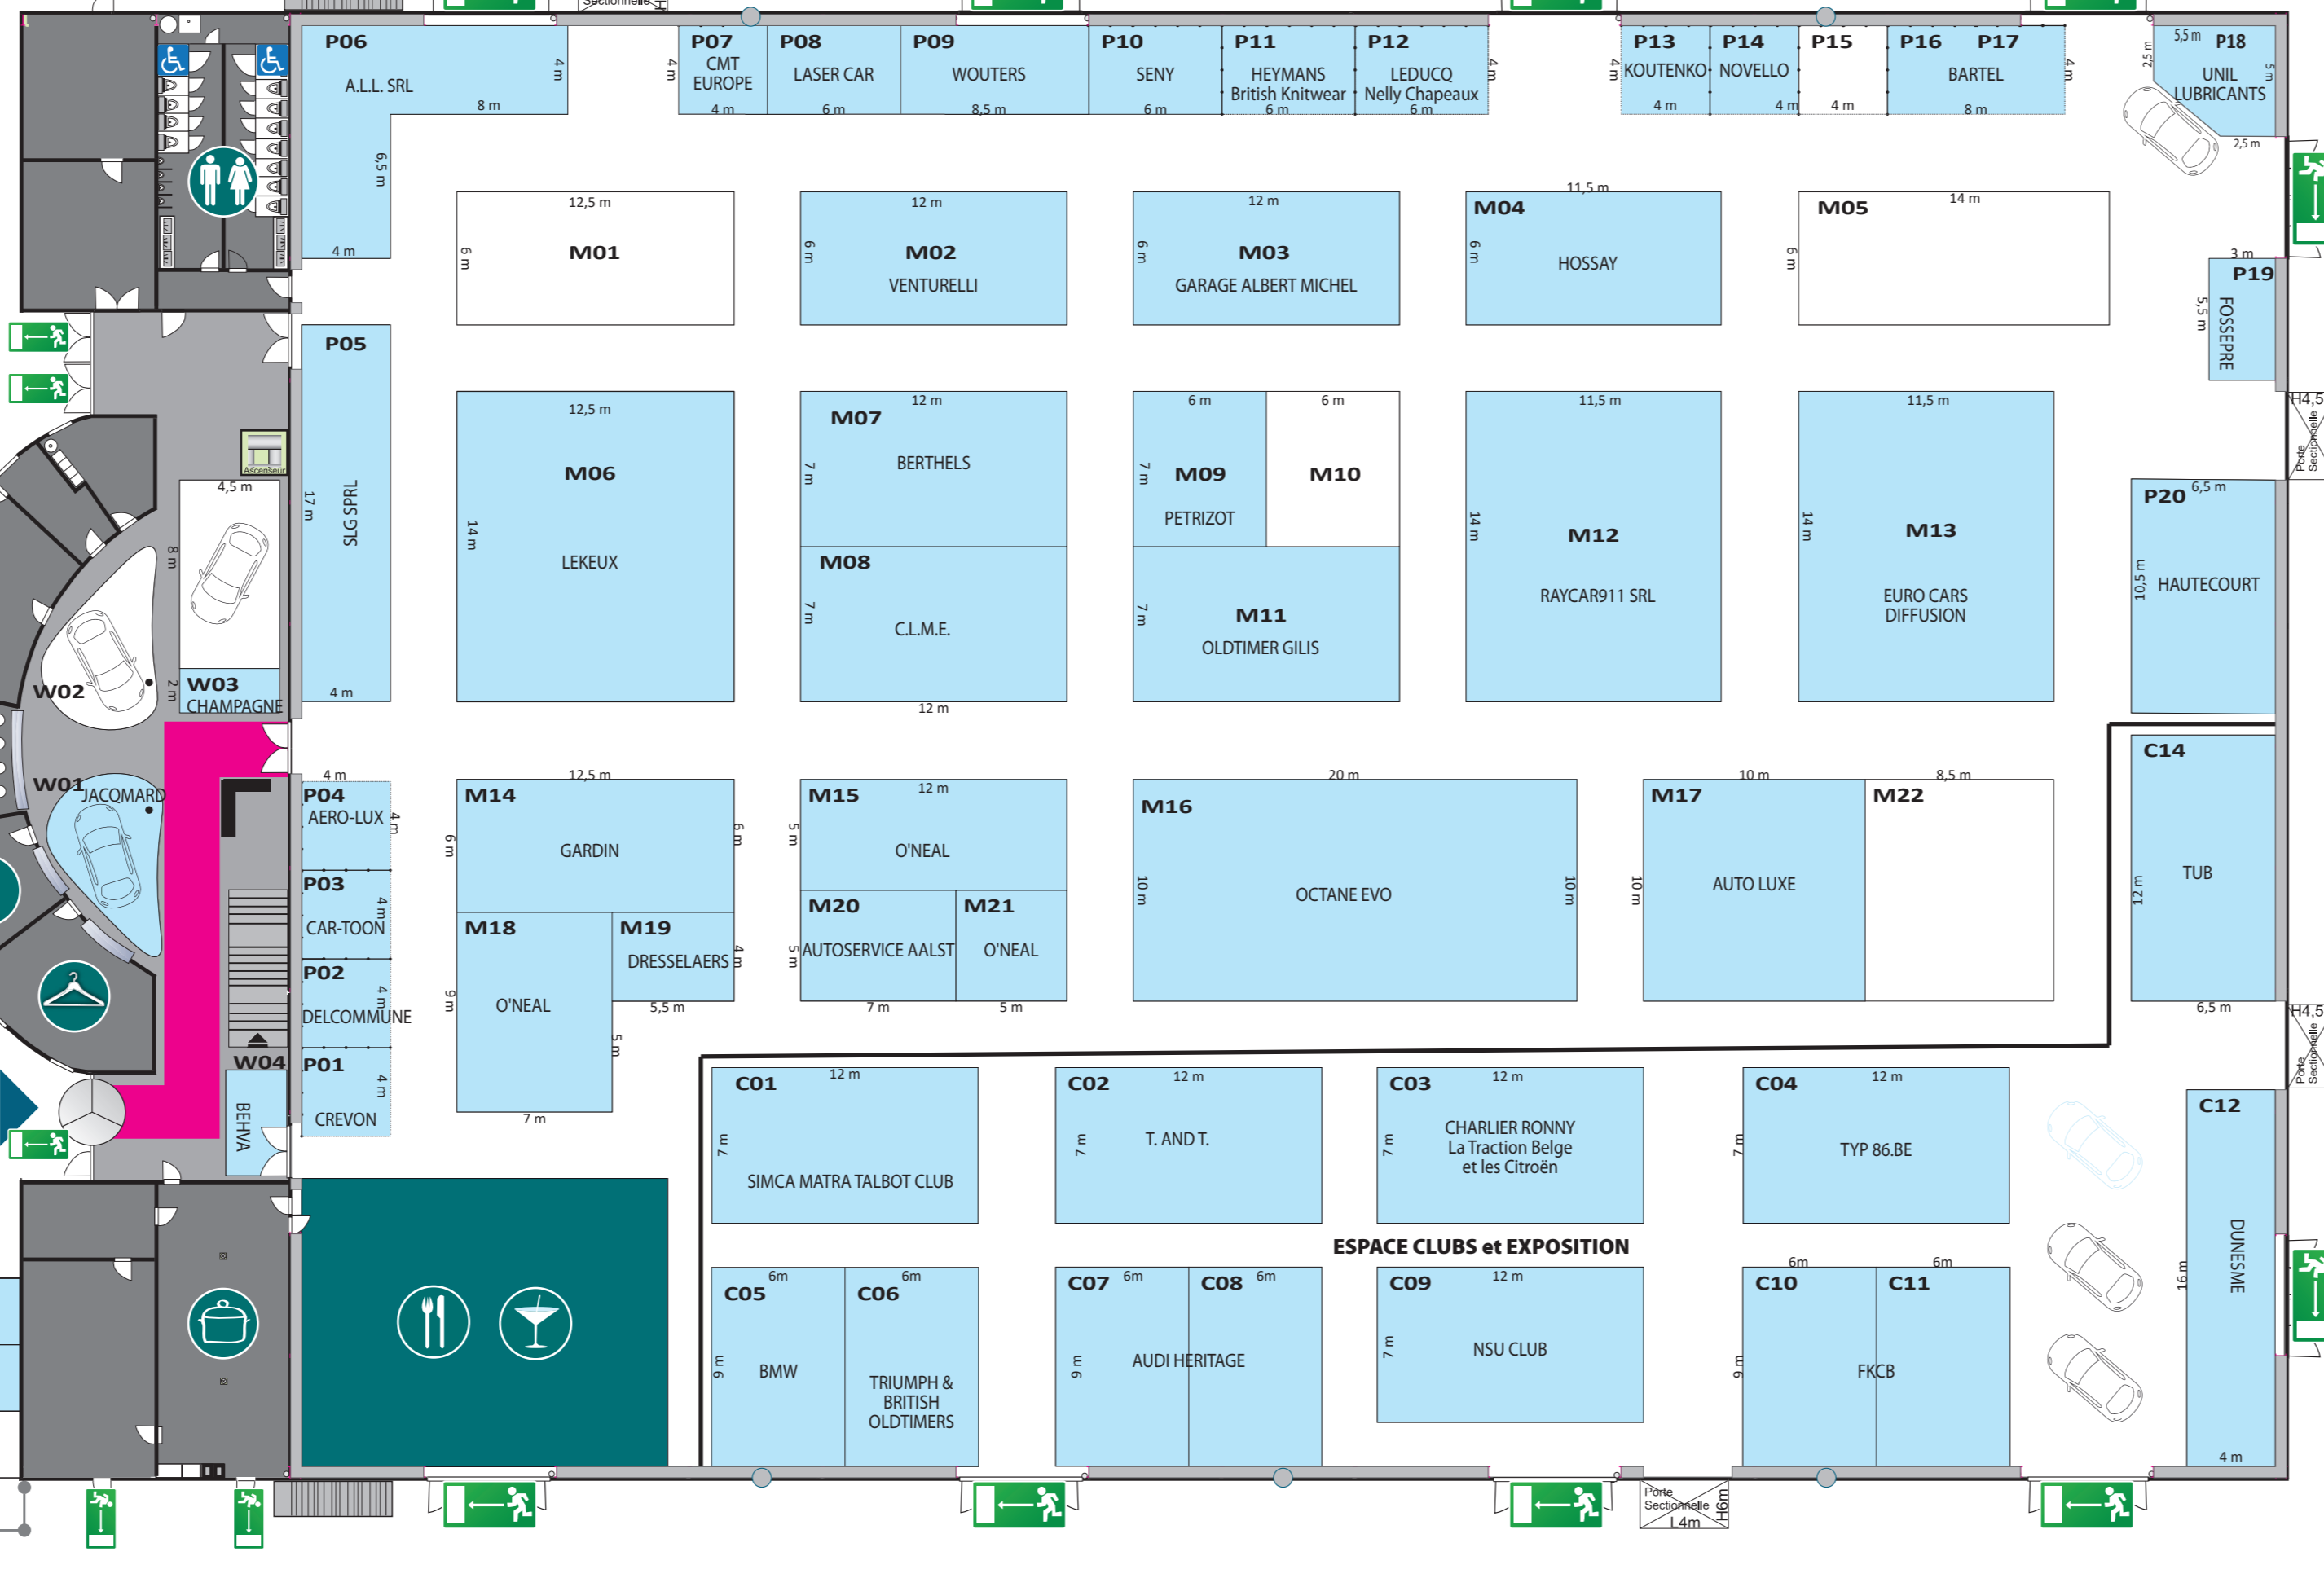 Sectionnelle
H
P06
A.L.L. SRL
4 m
8 m
6,5 m
4 m
4 m
P07
CMT
EUROPE
4 m
P08
LASER CAR
6 m
P09
WOUTERS
8,5 m
P10
SENY
6 m
P11
HEYMANS
British Knitwear
6 m
P12
LEDUCQ
Nelly Chapeaux
6 m
4 m
4 m
P13
KOUTENKO
4 m
P14
NOVELLO
4 m
P15
4 m
P16
P17
BARTEL
8 m
4 m
5,5 m
P18
2,5 m
5 m
UNIL
LUBRICANTS
2,5 m
12,5 m
6 m
M01
12 m
6 m
M02
VENTURELLI
12 m
6 m
M03
GARAGE ALBERT MICHEL
11,5 m
M04
6 m
HOSSAY
M05
14 m
6 m
3 m
P19
5,5 m
FOSSEPRE
P05
17 m
SLG SPRL
4 m
12,5 m
M06
14 m
LEKEUX
12 m
M07
7 m
BERTHELS
M08
7 m
C.L.M.E.
12 m
6 m
7 m
M09
PETRIZOT
6 m
M10
7 m
M11
OLDTIMER GILIS
11,5 m
14 m
M12
RAYCAR911 SRL
11,5 m
14 m
M13
EURO CARS
DIFFUSION
H4,5
Porte
Sectionnelle
P20
6,5 m
10,5 m
HAUTECOURT
Ascenseur
4,5 m
8 m
2 m
W03
CHAMPAGNE
W02
W01
JACQMARD
4 m
P04
AERO-LUX
4 m
P03
4 m
CAR-TOON
P02
4 m
DELCOMMUNE
P01
4 m
CREVON
W04
BEHVA
12,5 m
M14
6 m
6 m
GARDIN
M18
9 m
O'NEAL
5 m
7 m
M19
DRESSELAERS
4 m
5,5 m
M15
12 m
5 m
O'NEAL
M20
5 m
AUTOSERVICE AALST
7 m
M21
O'NEAL
5 m
20 m
M16
10 m
10 m
OCTANE EVO
10 m
M17
10 m
AUTO LUXE
8,5 m
M22
C14
12 m
TUB
6,5 m
H4,5
Porte
Sectionnelle
C01
12 m
7 m
SIMCA MATRA TALBOT CLUB
C02
12 m
7 m
T. AND T.
C03
12 m
7 m
CHARLIER RONNY
La Traction Belge
et les Citroën
C04
12 m
7 m
TYP 86.BE
C12
16 m
DUNESME
4 m
ESPACE CLUBS et EXPOSITION
C05
6m
9 m
BMW
C06
6m
TRIUMPH &
BRITISH
OLDTIMERS
C07
6m
9 m
C08
6m
AUDI HERITAGE
C09
12 m
7 m
NSU CLUB
C10
6m
9 m
C11
6m
FKCB
Porte
Sectionnelle
H6m
L4m